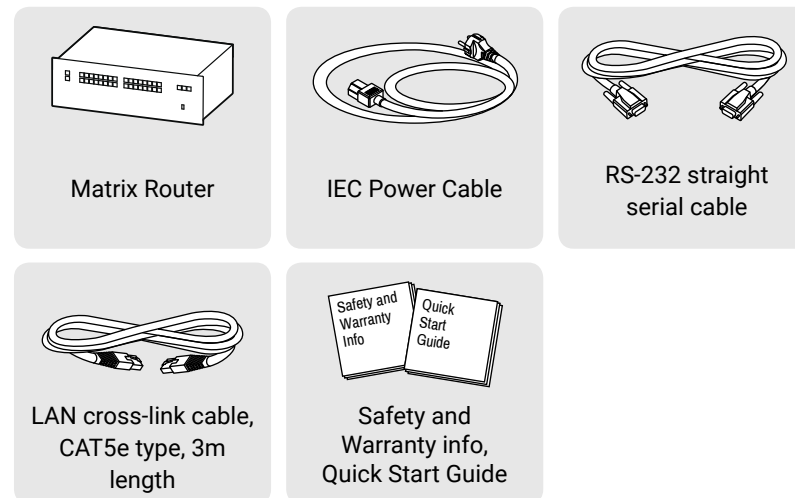 Matrix Router
IEC Power Cable
RS-232 straight
serial cable
Safety and
Warranty
Info
Quick
Start
Guide
LAN cross-link cable,
CAT5e type, 3m
length
Safety and
Warranty info,
Quick Start Guide